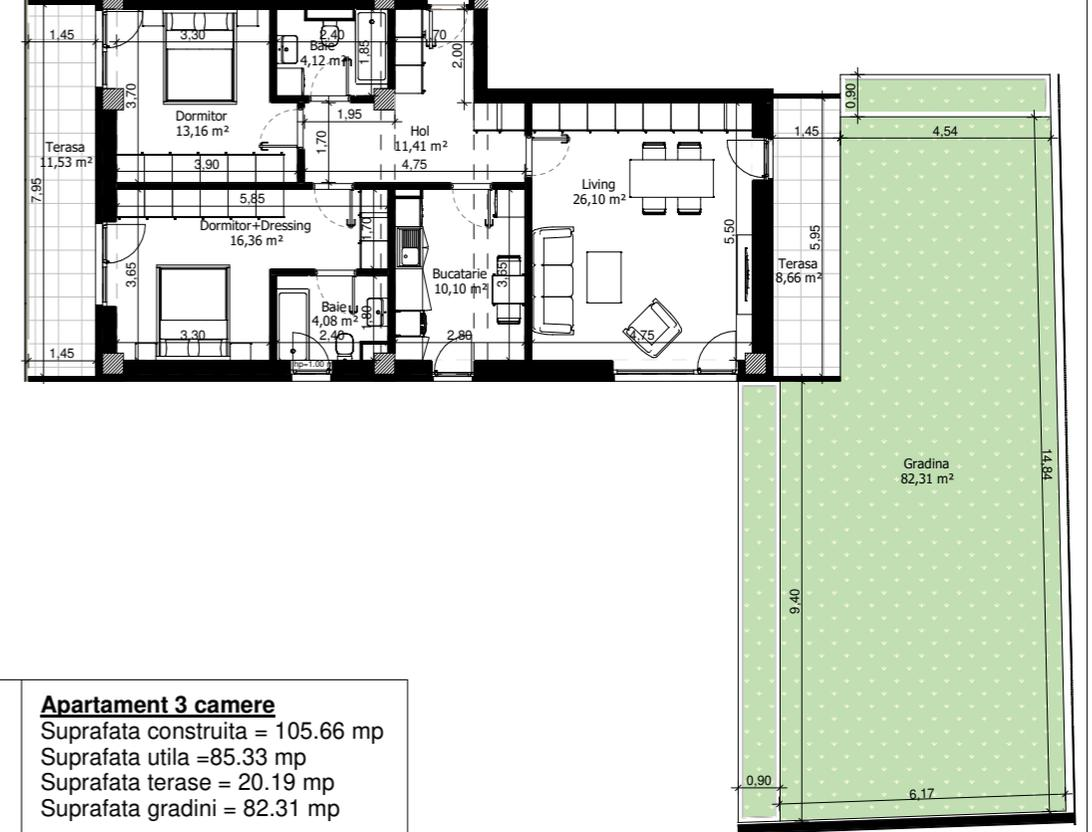 1,45
3,30
2,40
1,70
Baie
4,12 m²
1,85
2,00
0,90
3,70
Dormitor
13,16 m²
1,95
1,70
Hol
11,41 m²
4,75
1,45
4,54
Terasa
11,53 m²
7,95
3,90
5,85
Living
26,10 m²
Dormitor+Dressing
16,36 m²
1,70
5,50
5,95
3,65
Bucatarie
10,10 m²
3,65
Terasa
8,66 m²
Baie
4,08 m²
1,80
3,30
2,40
2,80
4,75
1,45
hp=1.00
Gradina
82,31 m²
14,84
9,40
0,90
6,17
Apartament 3 camere
Suprafata construita = 105.66 mp
Suprafata utila =85.33 mp
Suprafata terase = 20.19 mp
Suprafata gradini = 82.31 mp